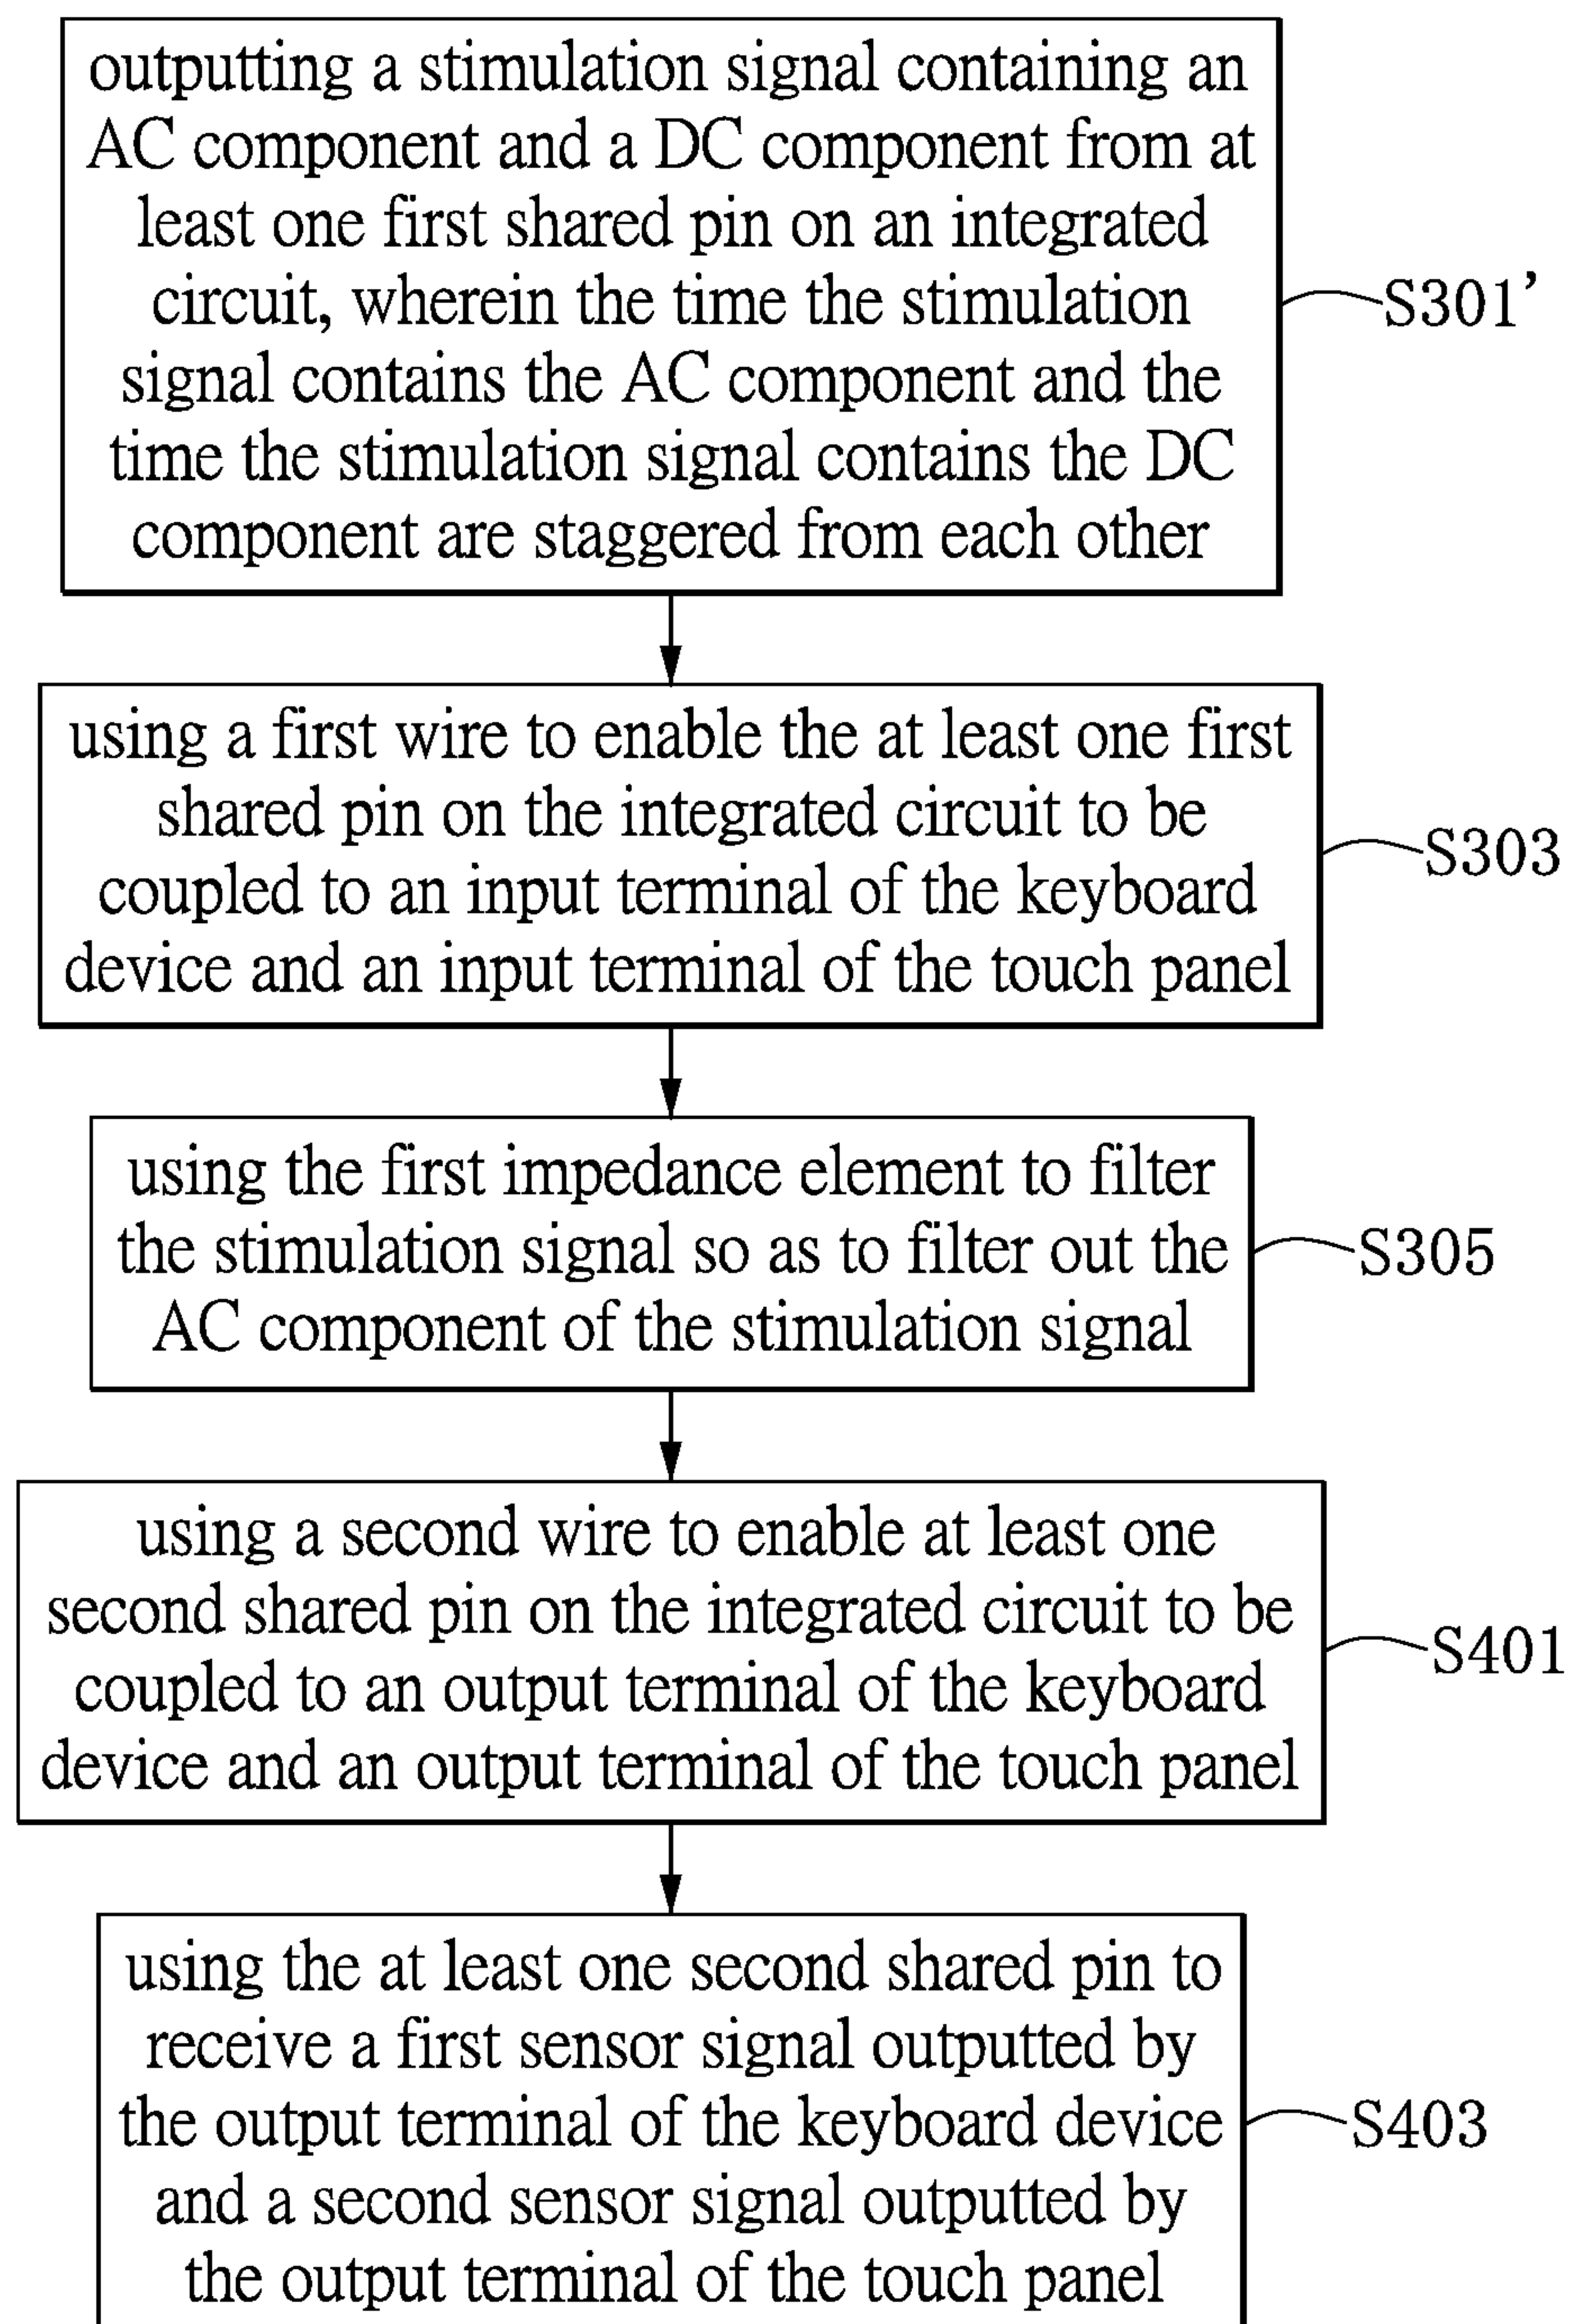 outputting a stimulation signal containing an
AC component and a DC component from at
least one first shared pin on an integrated
circuit, wherein the time the stimulation
signal contains the AC component and the
time the stimulation signal contains the DC
component are staggered from each other
S301’
using a first wire to enable the at least one first
shared pin on the integrated circuit to be
coupled to an input terminal of the keyboard
device and an input terminal of the touch panel
S303
using the first impedance element to filter
the stimulation signal so as to filter out the
AC component of the stimulation signal
S305
using a second wire to enable at least one
second shared pin on the integrated circuit to be
coupled to an output terminal of the keyboard
device and an output terminal of the touch panel
S401
using the at least one second shared pin to
receive a first sensor signal outputted by
the output terminal of the keyboard device
and a second sensor signal outputted by
the output terminal of the touch panel
S403